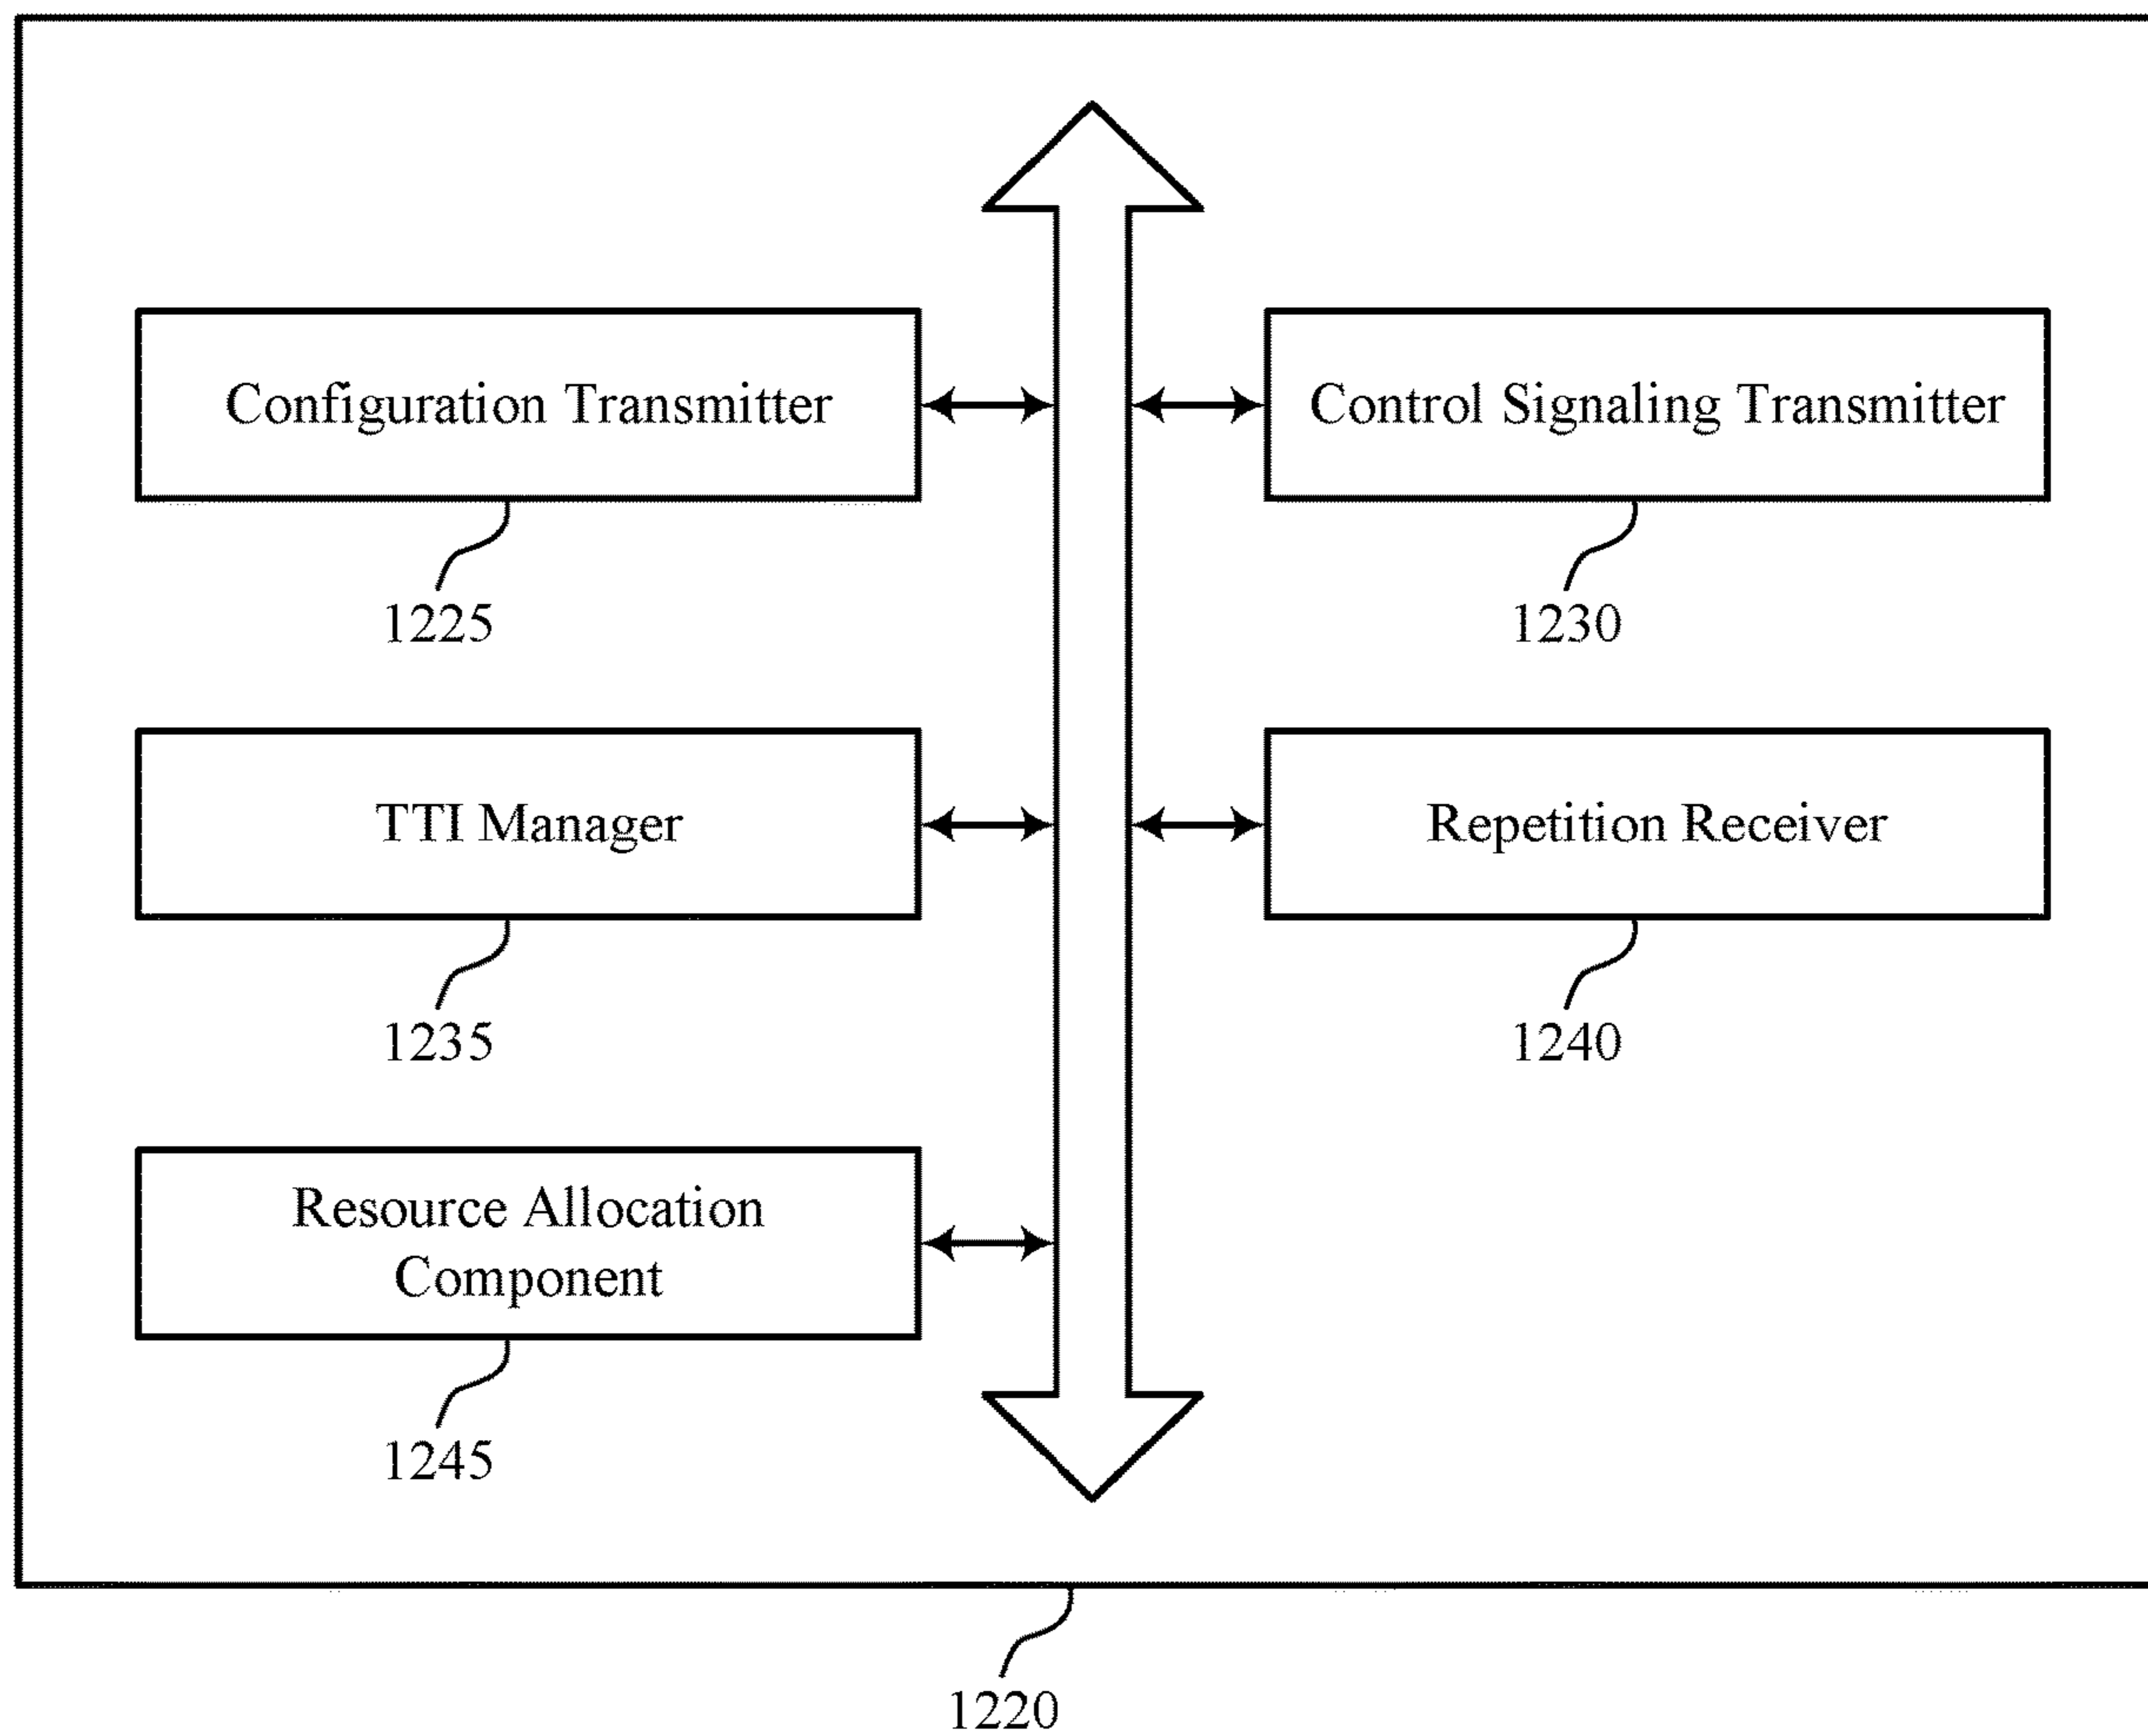 Configuration Transmitter
Control Signaling Transmitter
1225
1230
TTI Manager
Repetition Receiver
1235
1240
Resource Allocation
Component
1245
1220